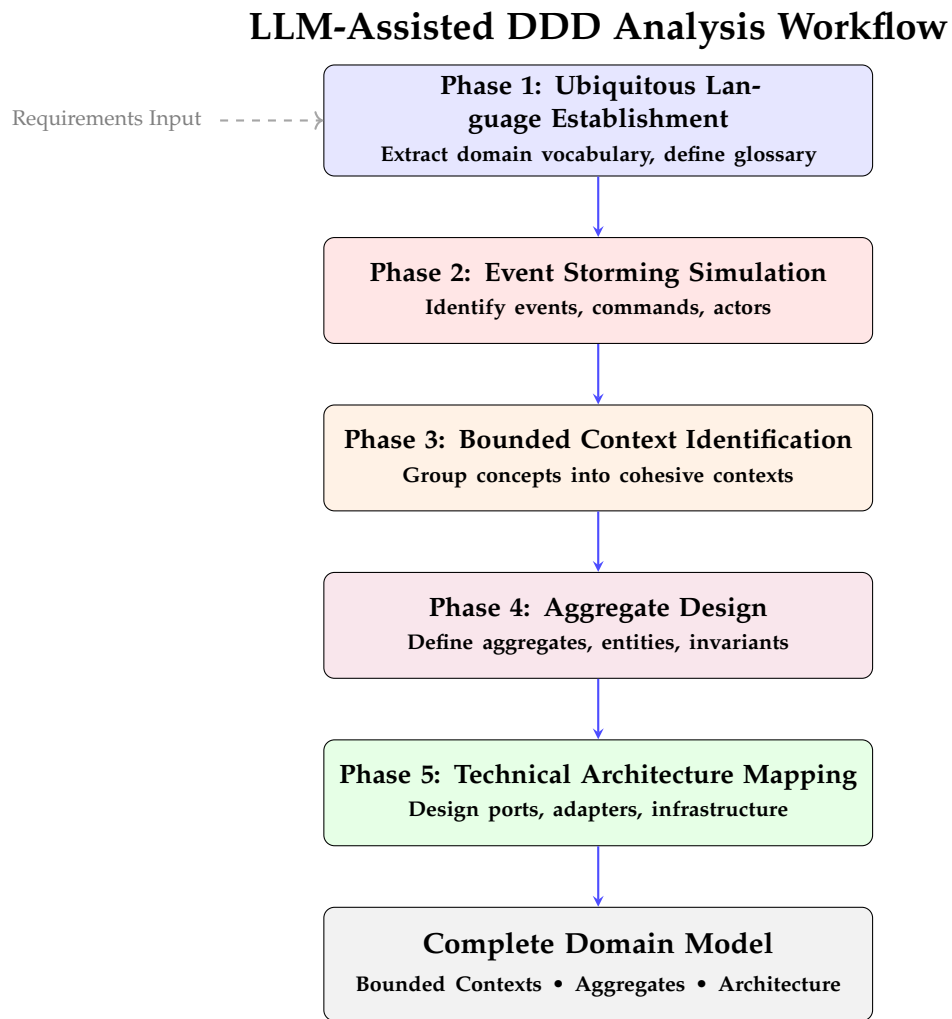 LLM-Assisted DDD Analysis Workflow
Phase 1: Ubiquitous Lan-
guage Establishment
Extract domain vocabulary, define glossary
Requirements Input
Phase 2: Event Storming Simulation
Identify events, commands, actors
Phase 3: Bounded Context Identification
Group concepts into cohesive contexts
Phase 4: Aggregate Design
Define aggregates, entities, invariants
Phase 5: Technical Architecture Mapping
Design ports, adapters, infrastructure
Complete Domain Model
Bounded Contexts • Aggregates • Architecture